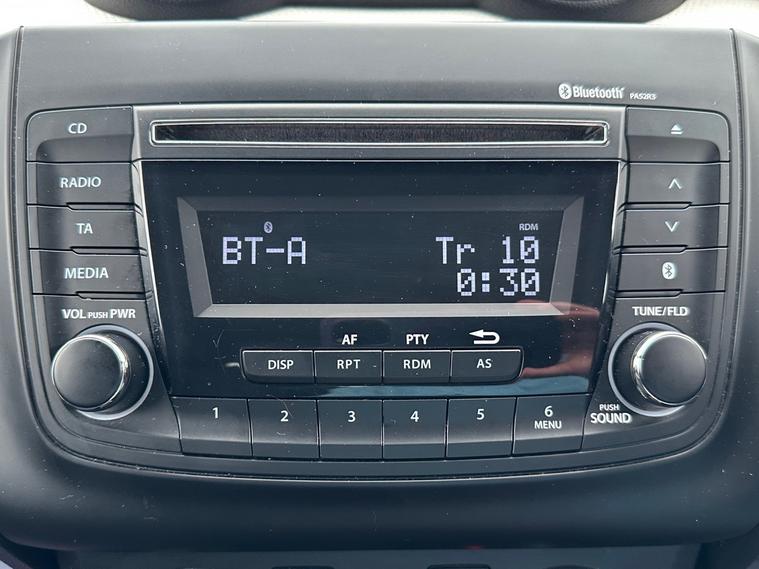 Bluetooth PA52R3
CD
RADIO
TA
MEDIA
VOL PUSH PWR
RDM
BT-A Tr 10
0:30
TUNE/FLD
AF PTY
DISP RPT RDM AS
1 2 3 4 5 6
MENU
PUSH
SOUND